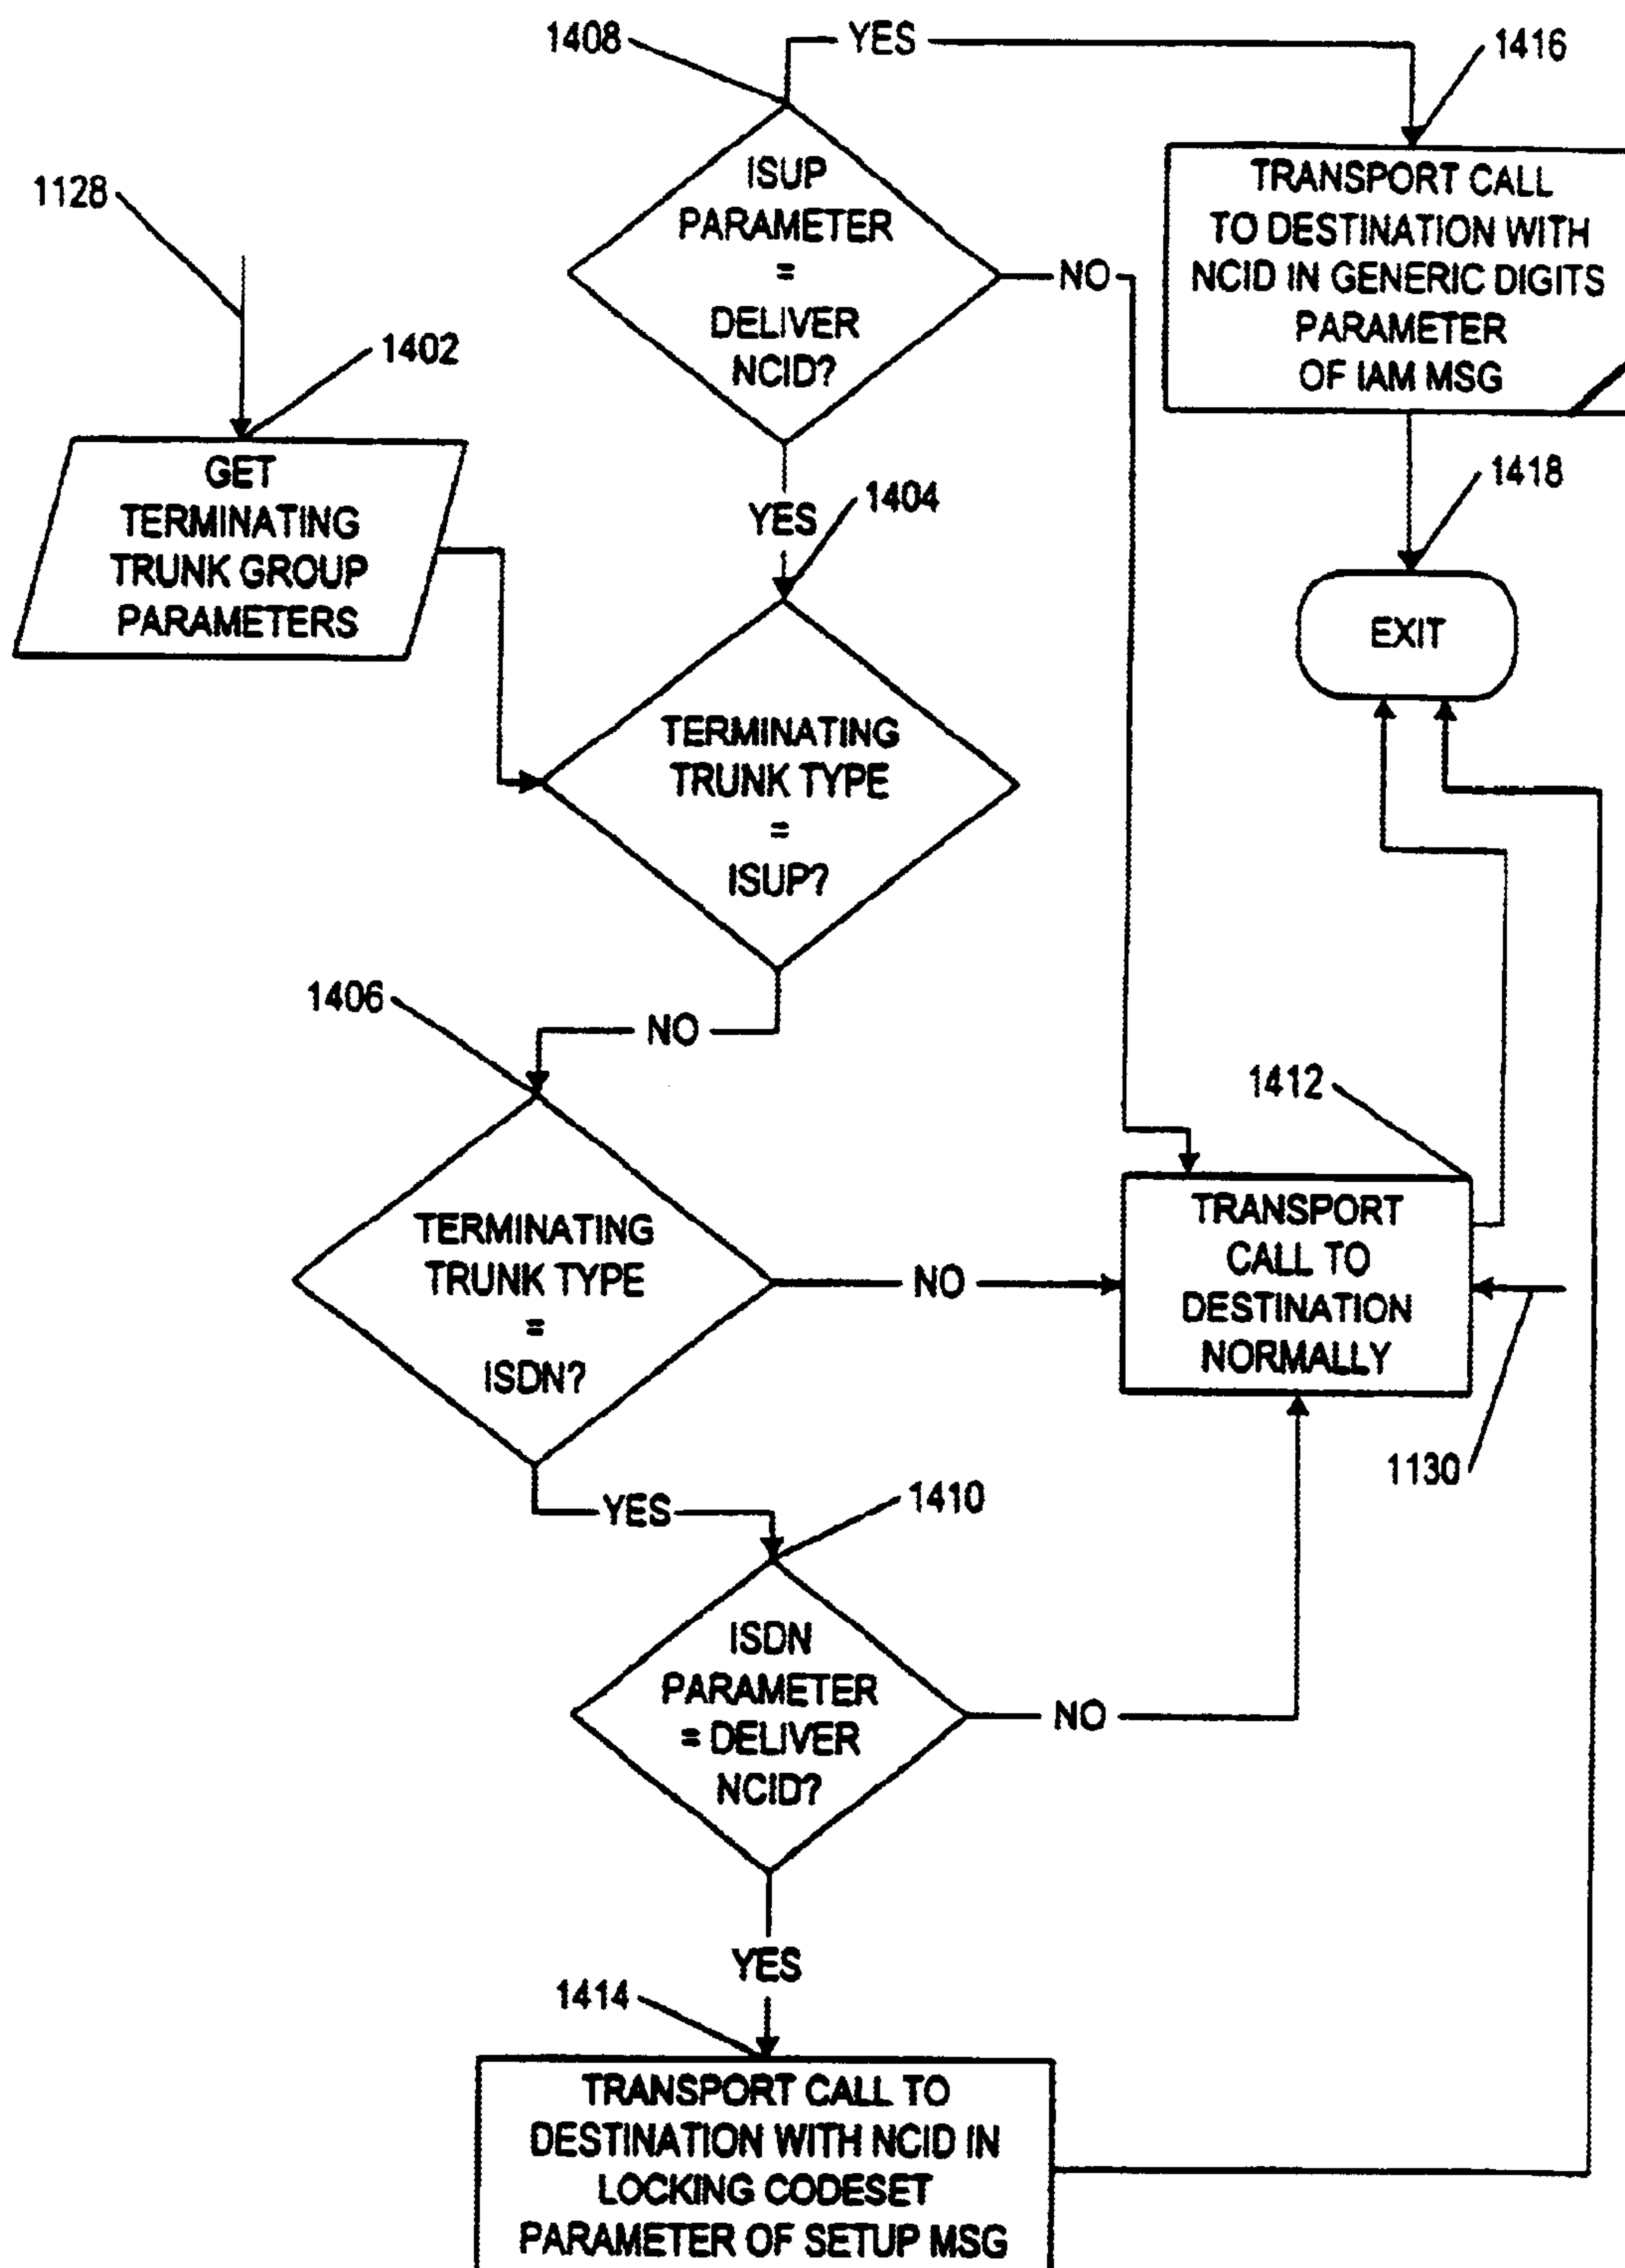 1408
YES
1416
ISUP
PARAMETER
=
DELIVER
NCID?
NO
TRANSPORT CALL
TO DESTINATION WITH
NCID IN GENERIC DIGITS
PARAMETER
OF IAM MSG
1128
1402
GET
TERMINATING
TRUNK GROUP
PARAMETERS
YES
1404
1418
EXIT
TERMINATING
TRUNK TYPE
=
ISUP?
1406
NO
1412
TERMINATING
TRUNK TYPE
=
ISDN?
NO
TRANSPORT
CALL TO
DESTINATION
NORMALLY
1130
YES
1410
ISDN
PARAMETER
= DELIVER
NCID?
NO
YES
1414
TRANSPORT CALL TO
DESTINATION WITH NCID IN
LOCKING CODESET
PARAMETER OF SETUP MSG